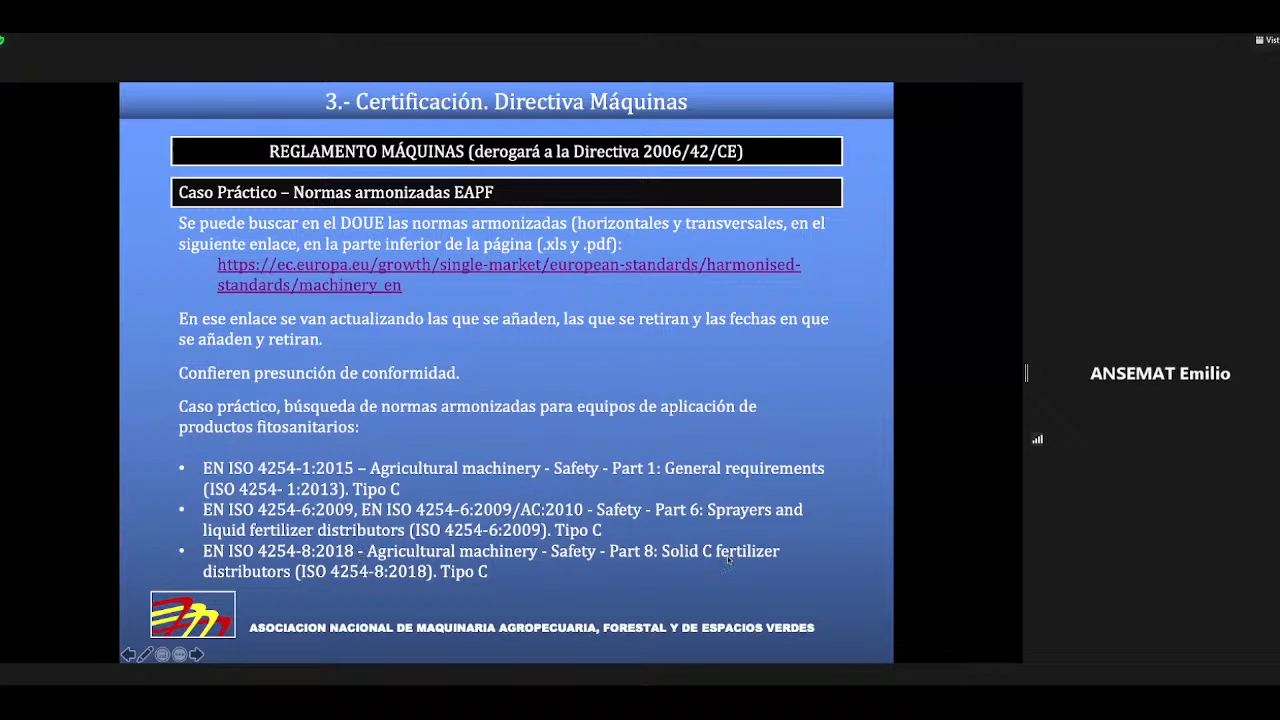 Vist
3.- Certificación. Directiva Máquinas
REGLAMENTO MÁQUINAS (derogará a la Directiva 2006/42/CE)
Caso Práctico – Normas armonizadas EAPF
Se puede buscar en el DOUE las normas armonizadas (horizontales y transversales, en el
siguiente enlace, en la parte inferior de la página (.xls y .pdf):
https://ec.europa.eu/growth/single-market/european-standards/harmonised-
standards/machinery_en
En ese enlace se van actualizando las que se añaden, las que se retiran y las fechas en que
se añaden y retiran.
Confieren presunción de conformidad.
ANSEMAT Emilio
Caso práctico, búsqueda de normas armonizadas para equipos de aplicación de
productos fitosanitarios:
• EN ISO 4254-1:2015 – Agricultural machinery - Safety - Part 1: General requirements
(ISO 4254- 1:2013). Tipo C
• EN ISO 4254-6:2009, EN ISO 4254-6:2009/AC:2010 - Safety - Part 6: Sprayers and
liquid fertilizer distributors (ISO 4254-6:2009). Tipo C
• EN ISO 4254-8:2018 - Agricultural machinery - Safety - Part 8: Solid C fertilizer
distributors (ISO 4254-8:2018). Tipo C
ASOCIACION NACIONAL DE MAQUINARIA AGROPECUARIA, FORESTAL Y DE ESPACIOS VERDES